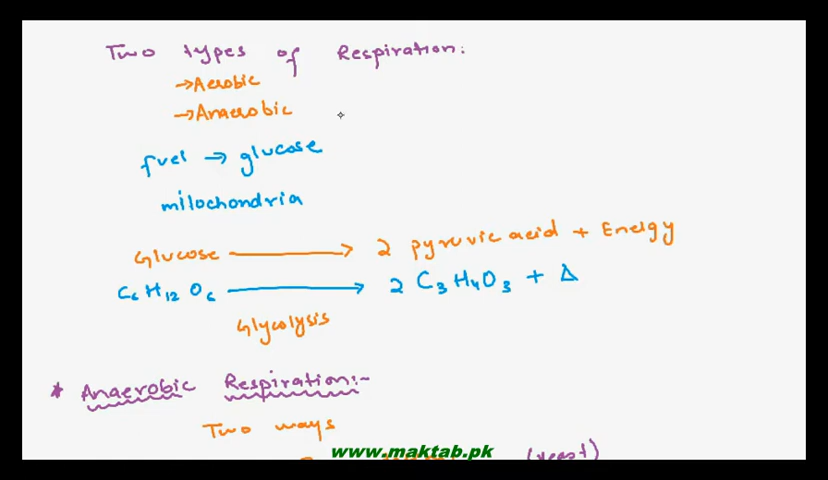 Two types of Respiration:
→Aerobic
→Anaerobic
fuel → glucose
mitochondria
Glucose → 2 pyruvic acid + Energy
C₆H₁₂O₆ → 2 C₃H₄O₃ + Δ
Glycolysis
* Anaerobic Respiration:-
Two ways
www.maktab.pk
(yeast)